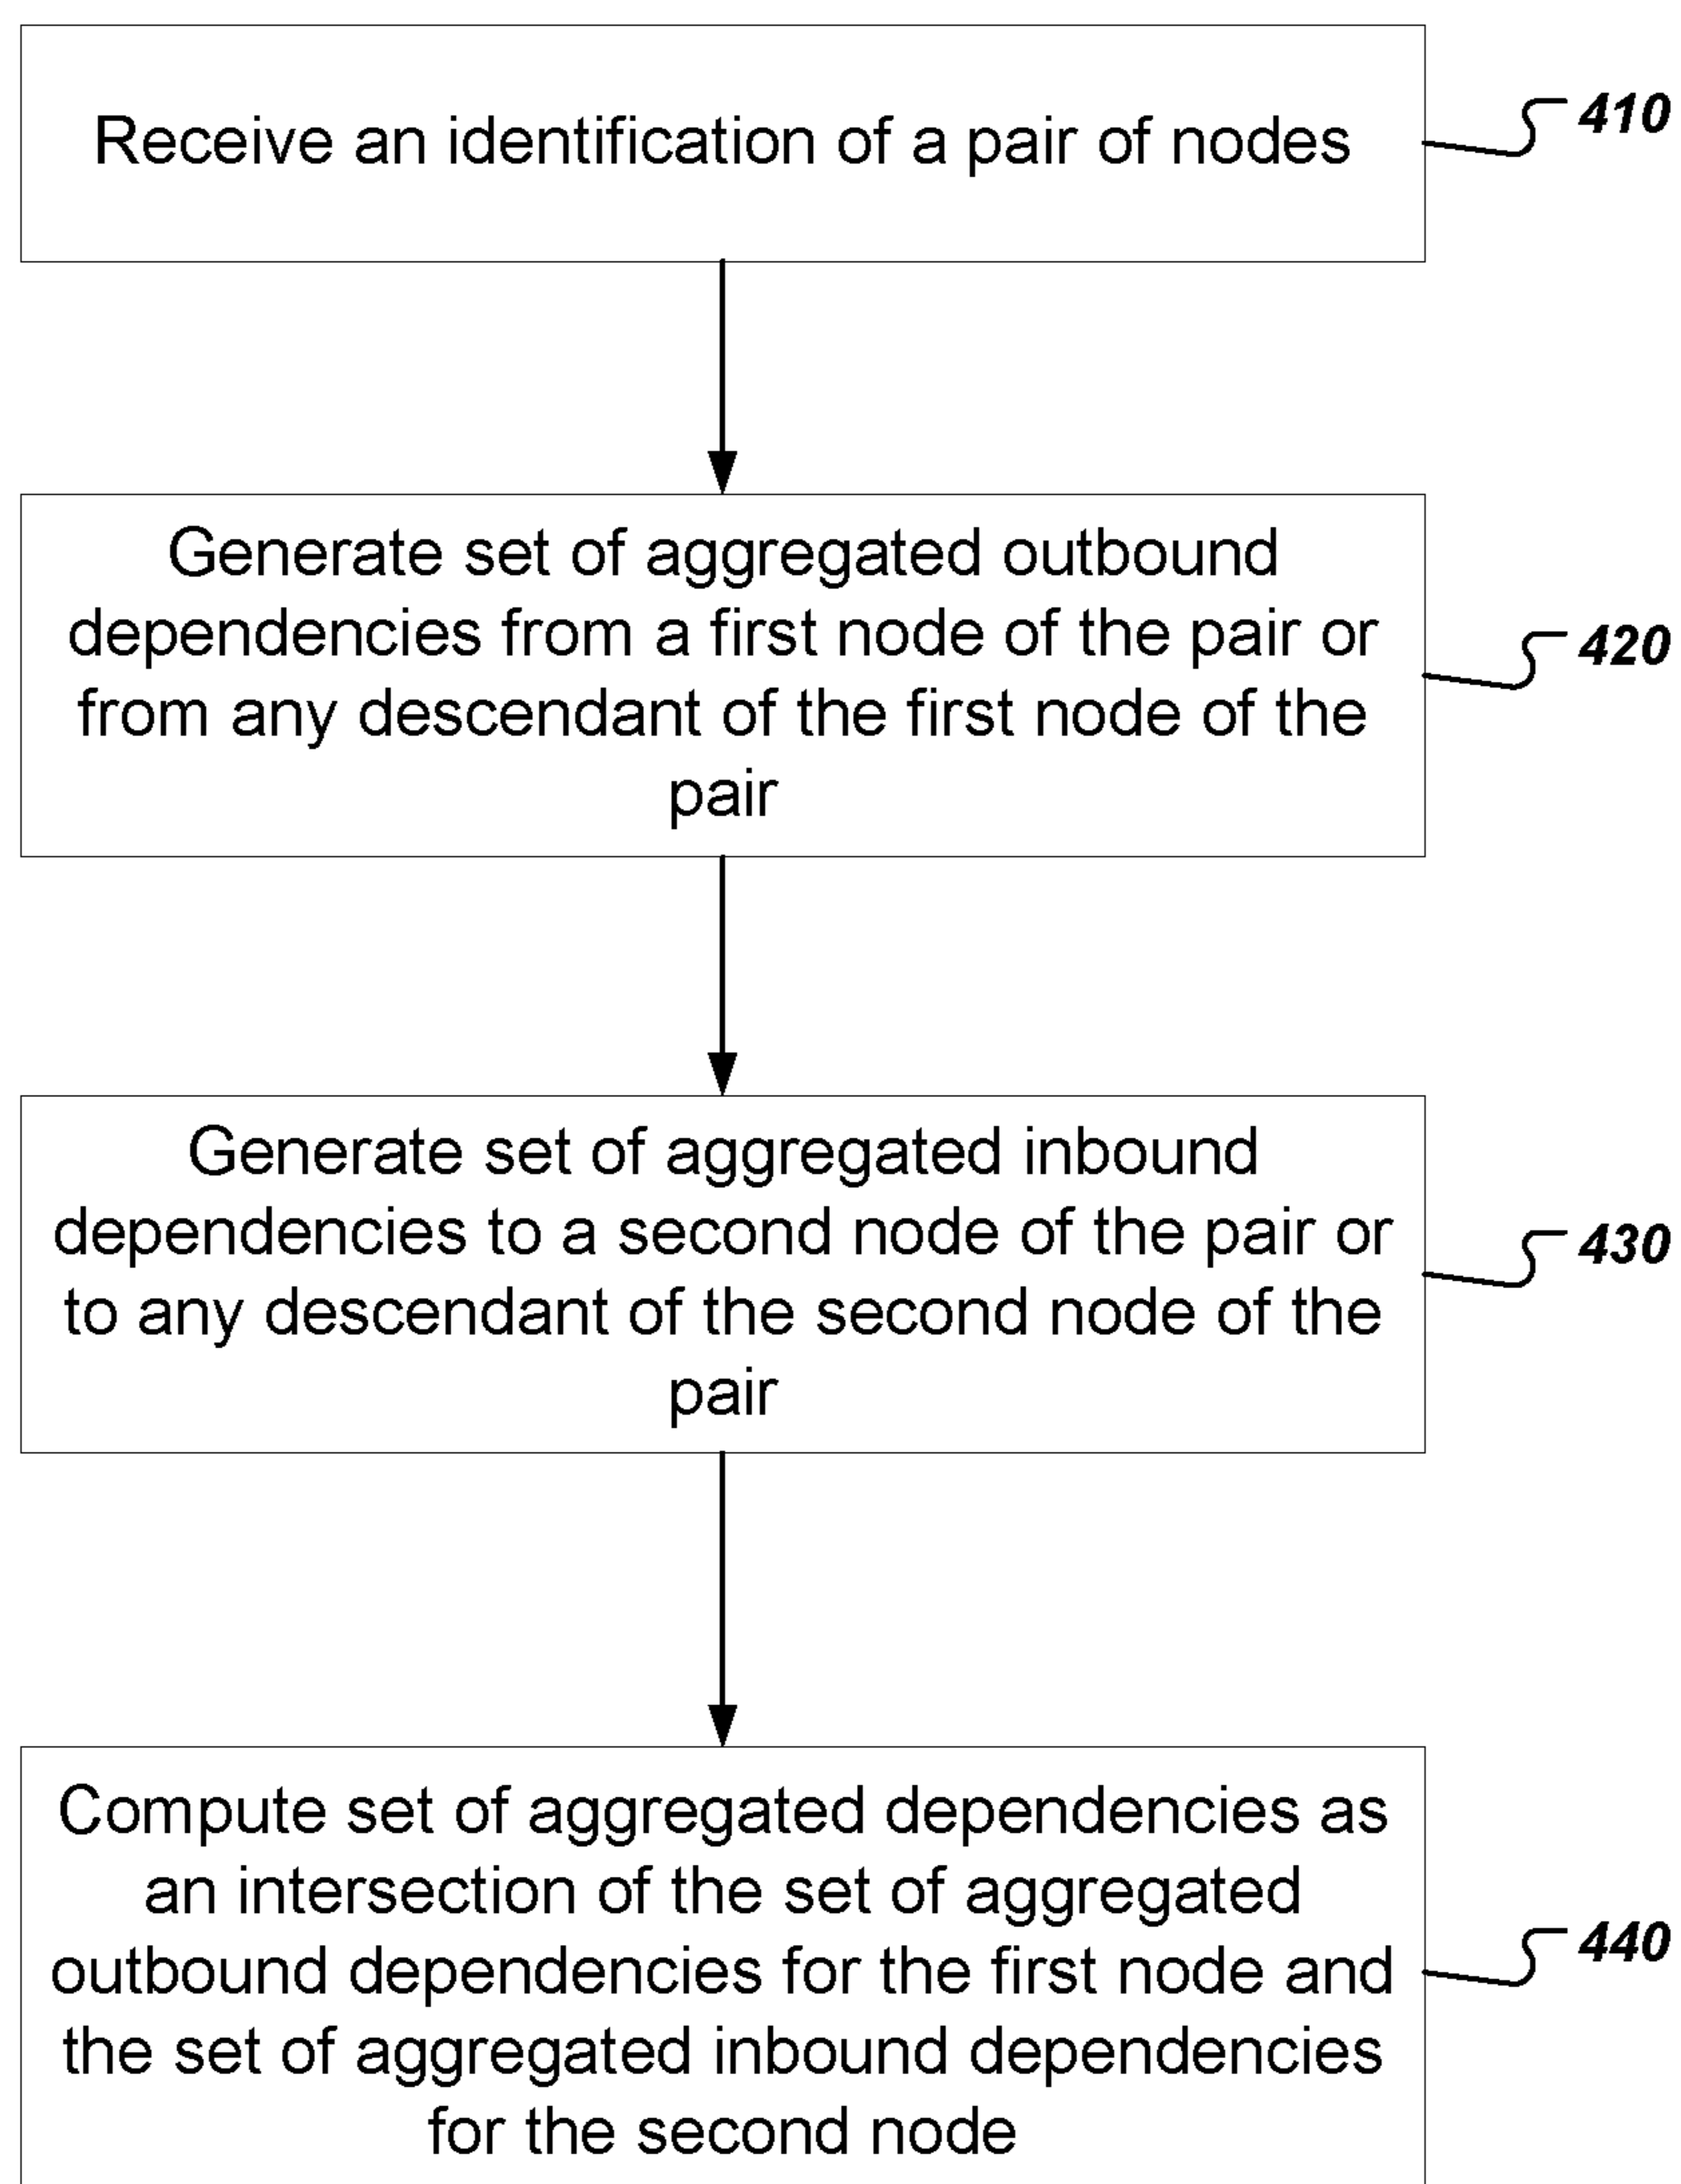 Receive an identification of a pair of nodes
410
Generate set of aggregated outbound
dependencies from a first node of the pair or
from any descendant of the first node of the
pair
420
Generate set of aggregated inbound
dependencies to a second node of the pair or
to any descendant of the second node of the
pair
430
Compute set of aggregated dependencies as
an intersection of the set of aggregated
outbound dependencies for the first node and
the set of aggregated inbound dependencies
for the second node
440